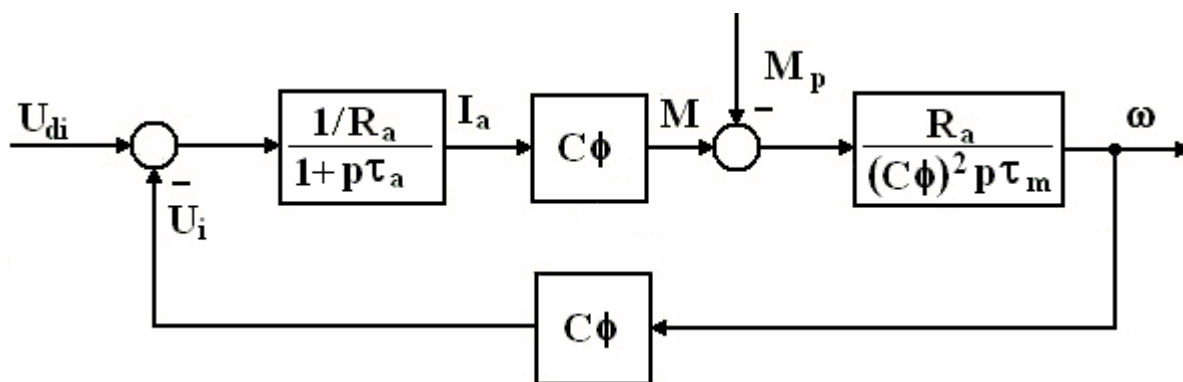 U_di
−
U_i
1/R_a
1+pτ_a
I_a
Cϕ
M
M_p
−
R_a
(Cϕ)² pτ_m
ω
Cϕ